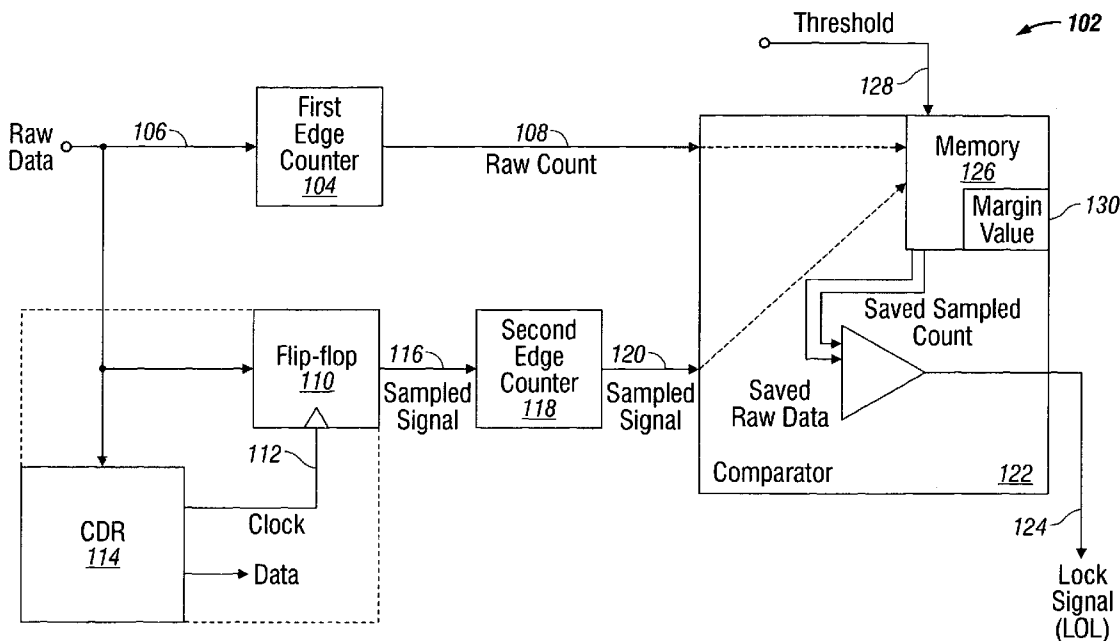 Threshold
102
128
Raw
Data
106
First
Edge
Counter
104
108
Raw Count
Memory
126
Margin
Value
130
Flip-flop
110
116
Sampled
Signal
Second
Edge
Counter
118
120
Sampled
Signal
Saved Sampled
Count
Saved
Raw Data
112
Clock
CDR
114
Data
Comparator
122
124
Lock
Signal
(LOL)